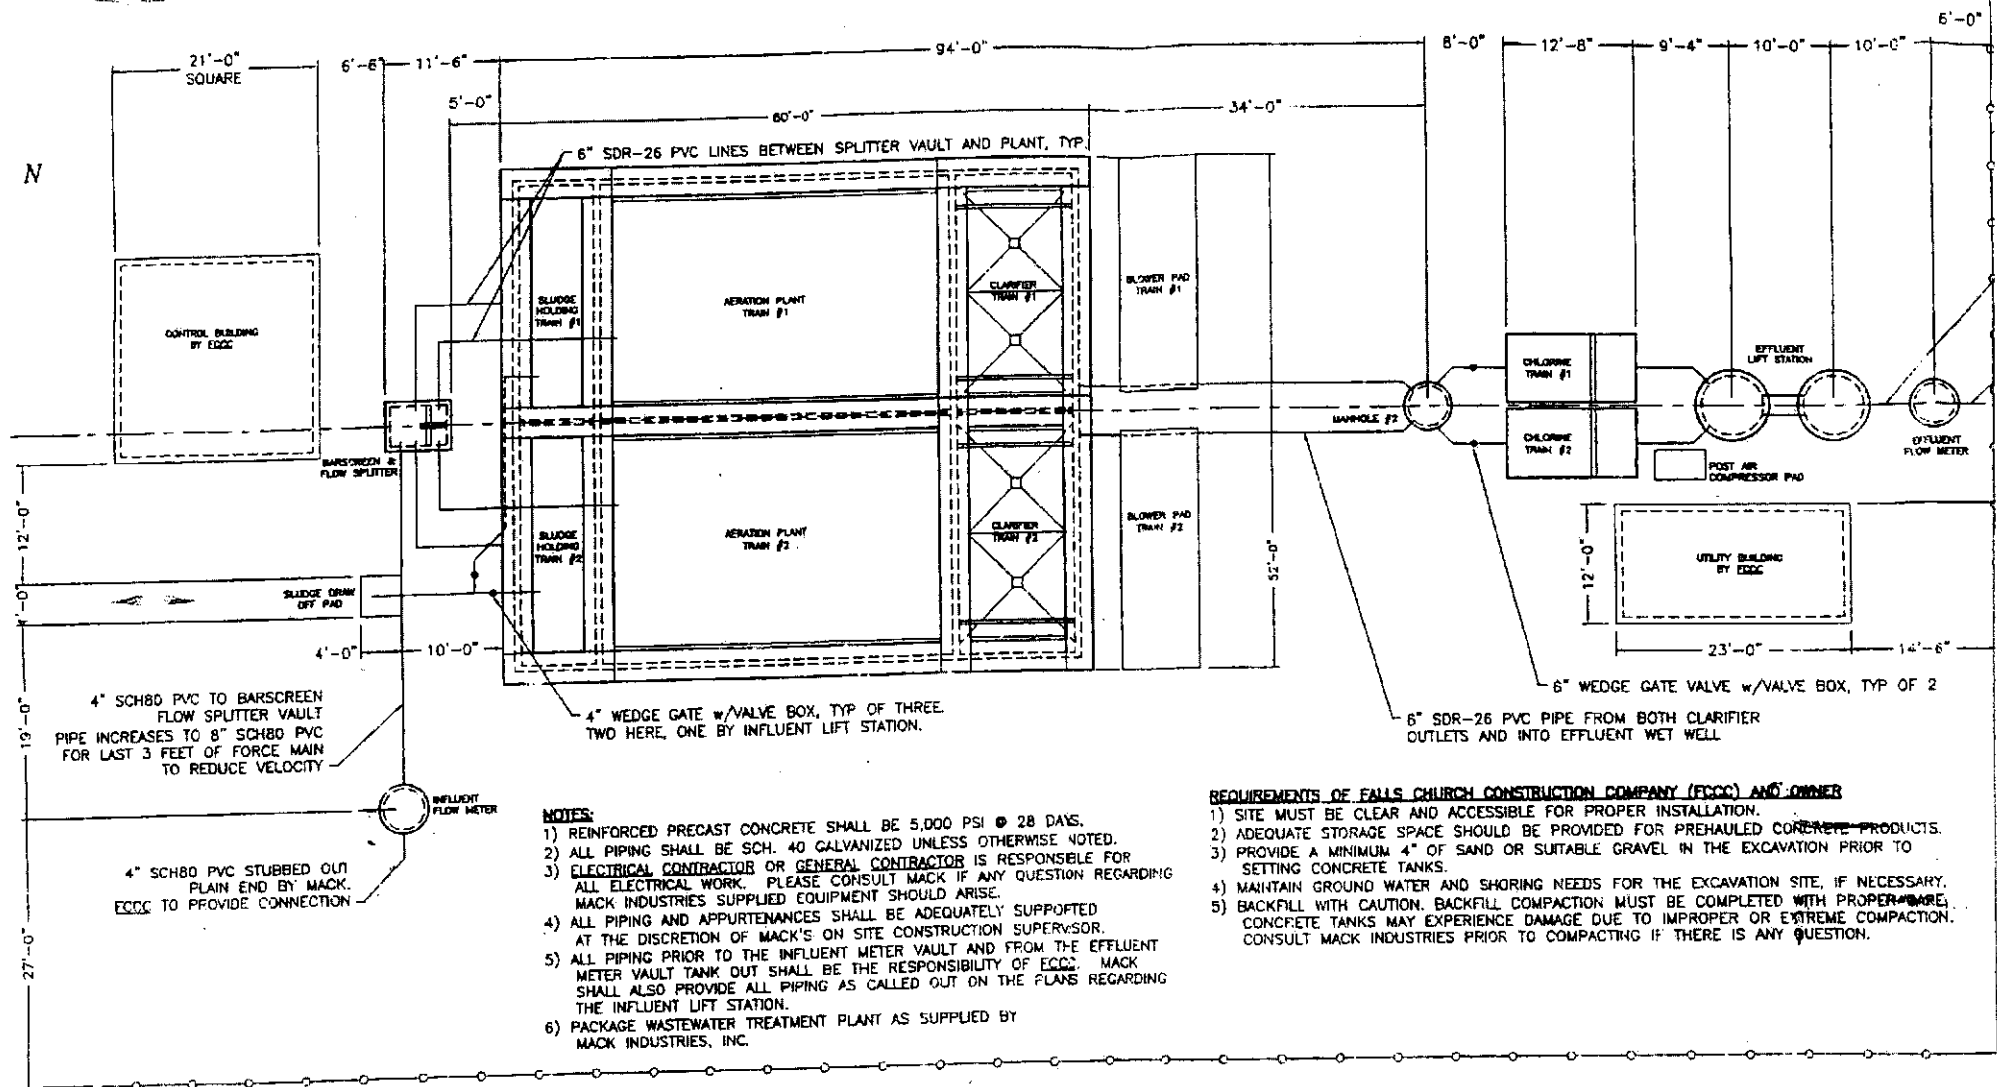 6'-0"
21'-0"
SQUARE
6'-6"
11'-6"
94'-0"
8'-0"
12'-8"
9'-4"
10'-0"
10'-0"
5'-0"
60'-0"
34'-0"
6" SDR-26 PVC LINES BETWEEN SPLITTER VAULT AND PLANT, TYP.
N
CONTROL BUILDING
BY FCCC
SLUDGE
HOLDING
TRAIN #1
AERATION PLANT
TRAIN #1
CLARIFIER
TRAIN #1
BLOWER PAD
TRAIN #1
CHLORINE
TRAIN #1
EFFLUENT
LIFT STATION
MANHOLE #2
CHLORINE
TRAIN #2
EFFLUENT
FLOW METER
POST AIR
COMPRESSOR PAD
BARSCREEN &
FLOW SPLITTER
SLUDGE
HOLDING
TRAIN #2
AERATION PLANT
TRAIN #2
CLARIFIER
TRAIN #2
BLOWER PAD
TRAIN #2
52'-0"
12'-0"
UTILITY BUILDING
BY FCCC
23'-0"
14'-6"
12'-0"
SLUDGE DRAW
OFF PAD
4'-0"
10'-0"
19'-0"
27'-0"
4" SCH80 PVC TO BARSCREEN
FLOW SPLITTER VAULT
PIPE INCREASES TO 8" SCH80 PVC
FOR LAST 3 FEET OF FORCE MAIN
TO REDUCE VELOCITY
INFLUENT
FLOW METER
4" SCH80 PVC STUBBED OUT
PLAIN END BY MACK.
FCCC TO PROVIDE CONNECTION
4" WEDGE GATE w/VALVE BOX, TYP OF THREE.
TWO HERE, ONE BY INFLUENT LIFT STATION.
6" WEDGE GATE VALVE w/VALVE BOX, TYP OF 2
6" SDR-26 PVC PIPE FROM BOTH CLARIFIER
OUTLETS AND INTO EFFLUENT WET WELL
NOTES:
1) REINFORCED PRECAST CONCRETE SHALL BE 5,000 PSI @ 28 DAYS.
2) ALL PIPING SHALL BE SCH. 40 GALVANIZED UNLESS OTHERWISE NOTED.
3) ELECTRICAL CONTRACTOR OR GENERAL CONTRACTOR IS RESPONSIBLE FOR
ALL ELECTRICAL WORK. PLEASE CONSULT MACK IF ANY QUESTION REGARDING
MACK INDUSTRIES SUPPLIED EQUIPMENT SHOULD ARISE.
4) ALL PIPING AND APPURTENANCES SHALL BE ADEQUATELY SUPPORTED
AT THE DISCRETION OF MACK'S ON SITE CONSTRUCTION SUPERVISOR.
5) ALL PIPING PRIOR TO THE INFLUENT METER VAULT AND FROM THE EFFLUENT
METER VAULT TANK OUT SHALL BE THE RESPONSIBILITY OF FCCC. MACK
SHALL ALSO PROVIDE ALL PIPING AS CALLED OUT ON THE PLANS REGARDING
THE INFLUENT LIFT STATION.
6) PACKAGE WASTEWATER TREATMENT PLANT AS SUPPLIED BY
MACK INDUSTRIES, INC.
REQUIREMENTS OF FALLS CHURCH CONSTRUCTION COMPANY (FCCC) AND OWNER
1) SITE MUST BE CLEAR AND ACCESSIBLE FOR PROPER INSTALLATION.
2) ADEQUATE STORAGE SPACE SHOULD BE PROVIDED FOR PREHAULED CONCRETE PRODUCTS.
3) PROVIDE A MINIMUM 4" OF SAND OR SUITABLE GRAVEL IN THE EXCAVATION PRIOR TO
SETTING CONCRETE TANKS.
4) MAINTAIN GROUND WATER AND SHORING NEEDS FOR THE EXCAVATION SITE, IF NECESSARY.
5) BACKFILL WITH CAUTION. BACKFILL COMPACTION MUST BE COMPLETED WITH PROPER CARE,
CONCRETE TANKS MAY EXPERIENCE DAMAGE DUE TO IMPROPER OR EXTREME COMPACTION.
CONSULT MACK INDUSTRIES PRIOR TO COMPACTING IF THERE IS ANY QUESTION.